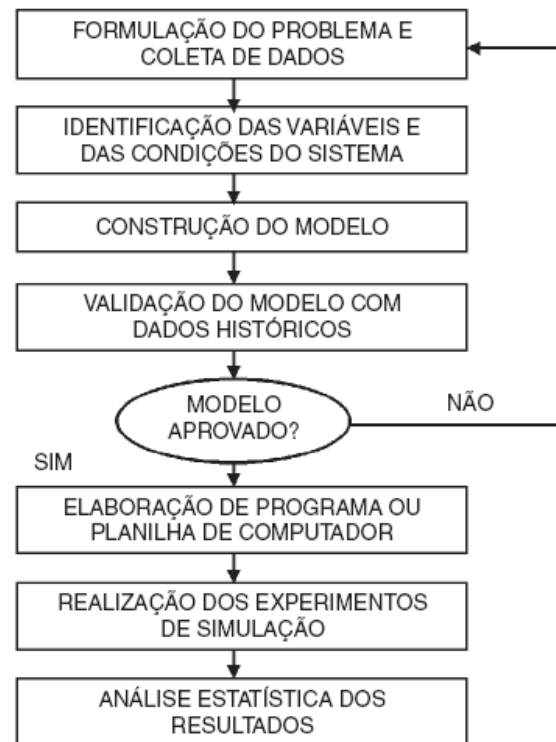 FORMULAÇÃO DO PROBLEMA E
COLETA DE DADOS
IDENTIFICAÇÃO DAS VARIÁVEIS E
DAS CONDIÇÕES DO SISTEMA
CONSTRUÇÃO DO MODELO
VALIDAÇÃO DO MODELO COM
DADOS HISTÓRICOS
MODELO
APROVADO?
NÃO
SIM
ELABORAÇÃO DE PROGRAMA OU
PLANILHA DE COMPUTADOR
REALIZAÇÃO DOS EXPERIMENTOS
DE SIMULAÇÃO
ANÁLISE ESTATÍSTICA DOS
RESULTADOS